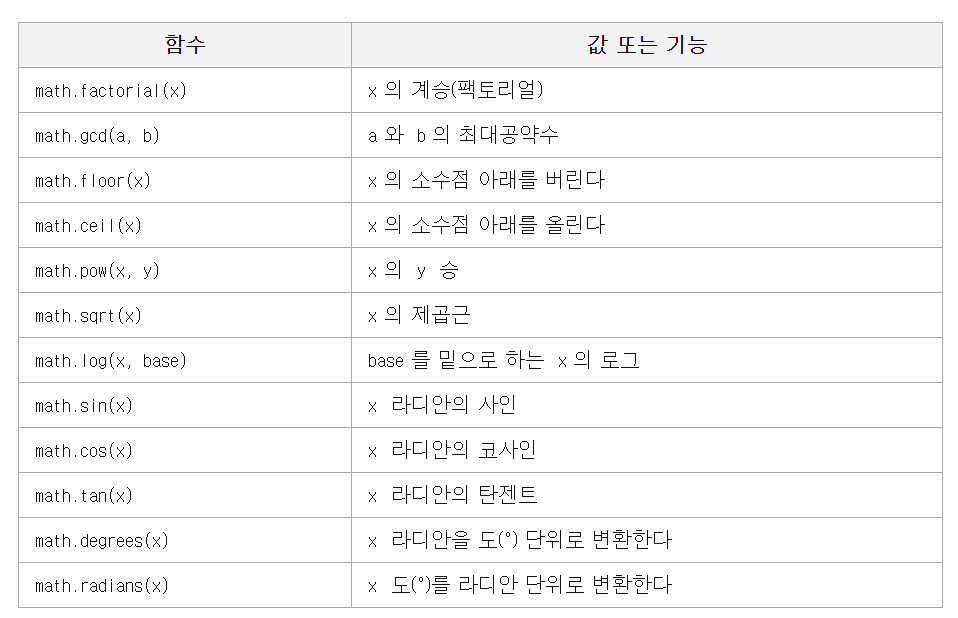 함수 값 또는 기능
math.factorial(x) x 의 계승(팩토리얼)
math.gcd(a, b) a 와 b 의 최대공약수
math.floor(x) x 의 소수점 아래를 버린다
math.ceil(x) x 의 소수점 아래를 올린다
math.pow(x, y) x 의 y 승
math.sqrt(x) x 의 제곱근
math.log(x, base) base 를 밑으로 하는 x 의 로그
math.sin(x) x 라디안의 사인
math.cos(x) x 라디안의 코사인
math.tan(x) x 라디안의 탄젠트
math.degrees(x) x 라디안을 도(°) 단위로 변환한다
math.radians(x) x 도(°)를 라디안 단위로 변환한다